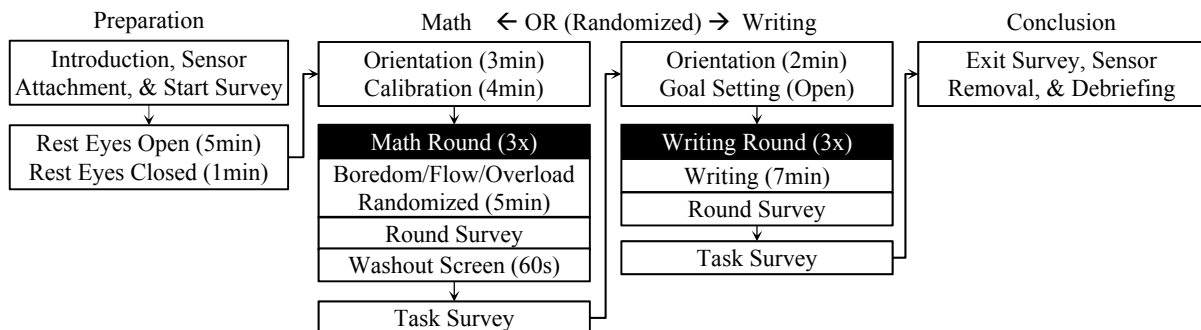 Preparation
Math ← OR (Randomized) → Writing
Conclusion
Introduction, Sensor
Attachment, & Start Survey
Rest Eyes Open (5min)
Rest Eyes Closed (1min)
Orientation (3min)
Calibration (4min)
Math Round (3x)
Boredom/Flow/Overload
Randomized (5min)
Round Survey
Washout Screen (60s)
Task Survey
Orientation (2min)
Goal Setting (Open)
Writing Round (3x)
Writing (7min)
Round Survey
Task Survey
Exit Survey, Sensor
Removal, & Debriefing